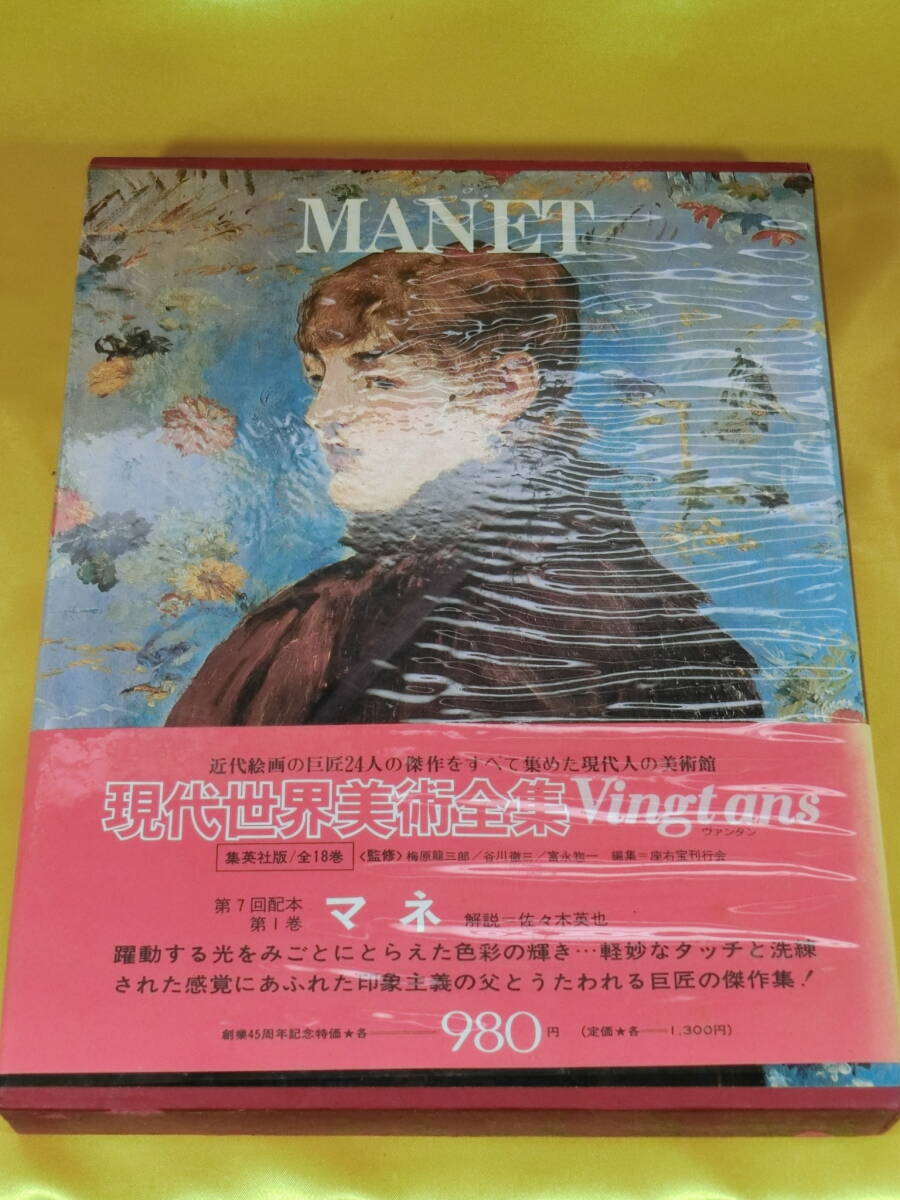 MANET
近代絵画の巨匠24人の傑作をすべて集めた現代人の美術館
現代世界美術全集 Vingt ans
ヴァンタン
集英社版/全18巻 〈監修〉梅原龍三郎/谷川徹三/富永惣一 編集=座右宝刊行会
第7回配本
第1巻 マネ 解説=佐々木英也
躍動する光をみごとにとらえた色彩の輝き…軽妙なタッチと洗練
された感覚にあふれた印象主義の父とうたわれる巨匠の傑作集!
創業45周年記念特価★各──980円 (定価★各──1,300円)